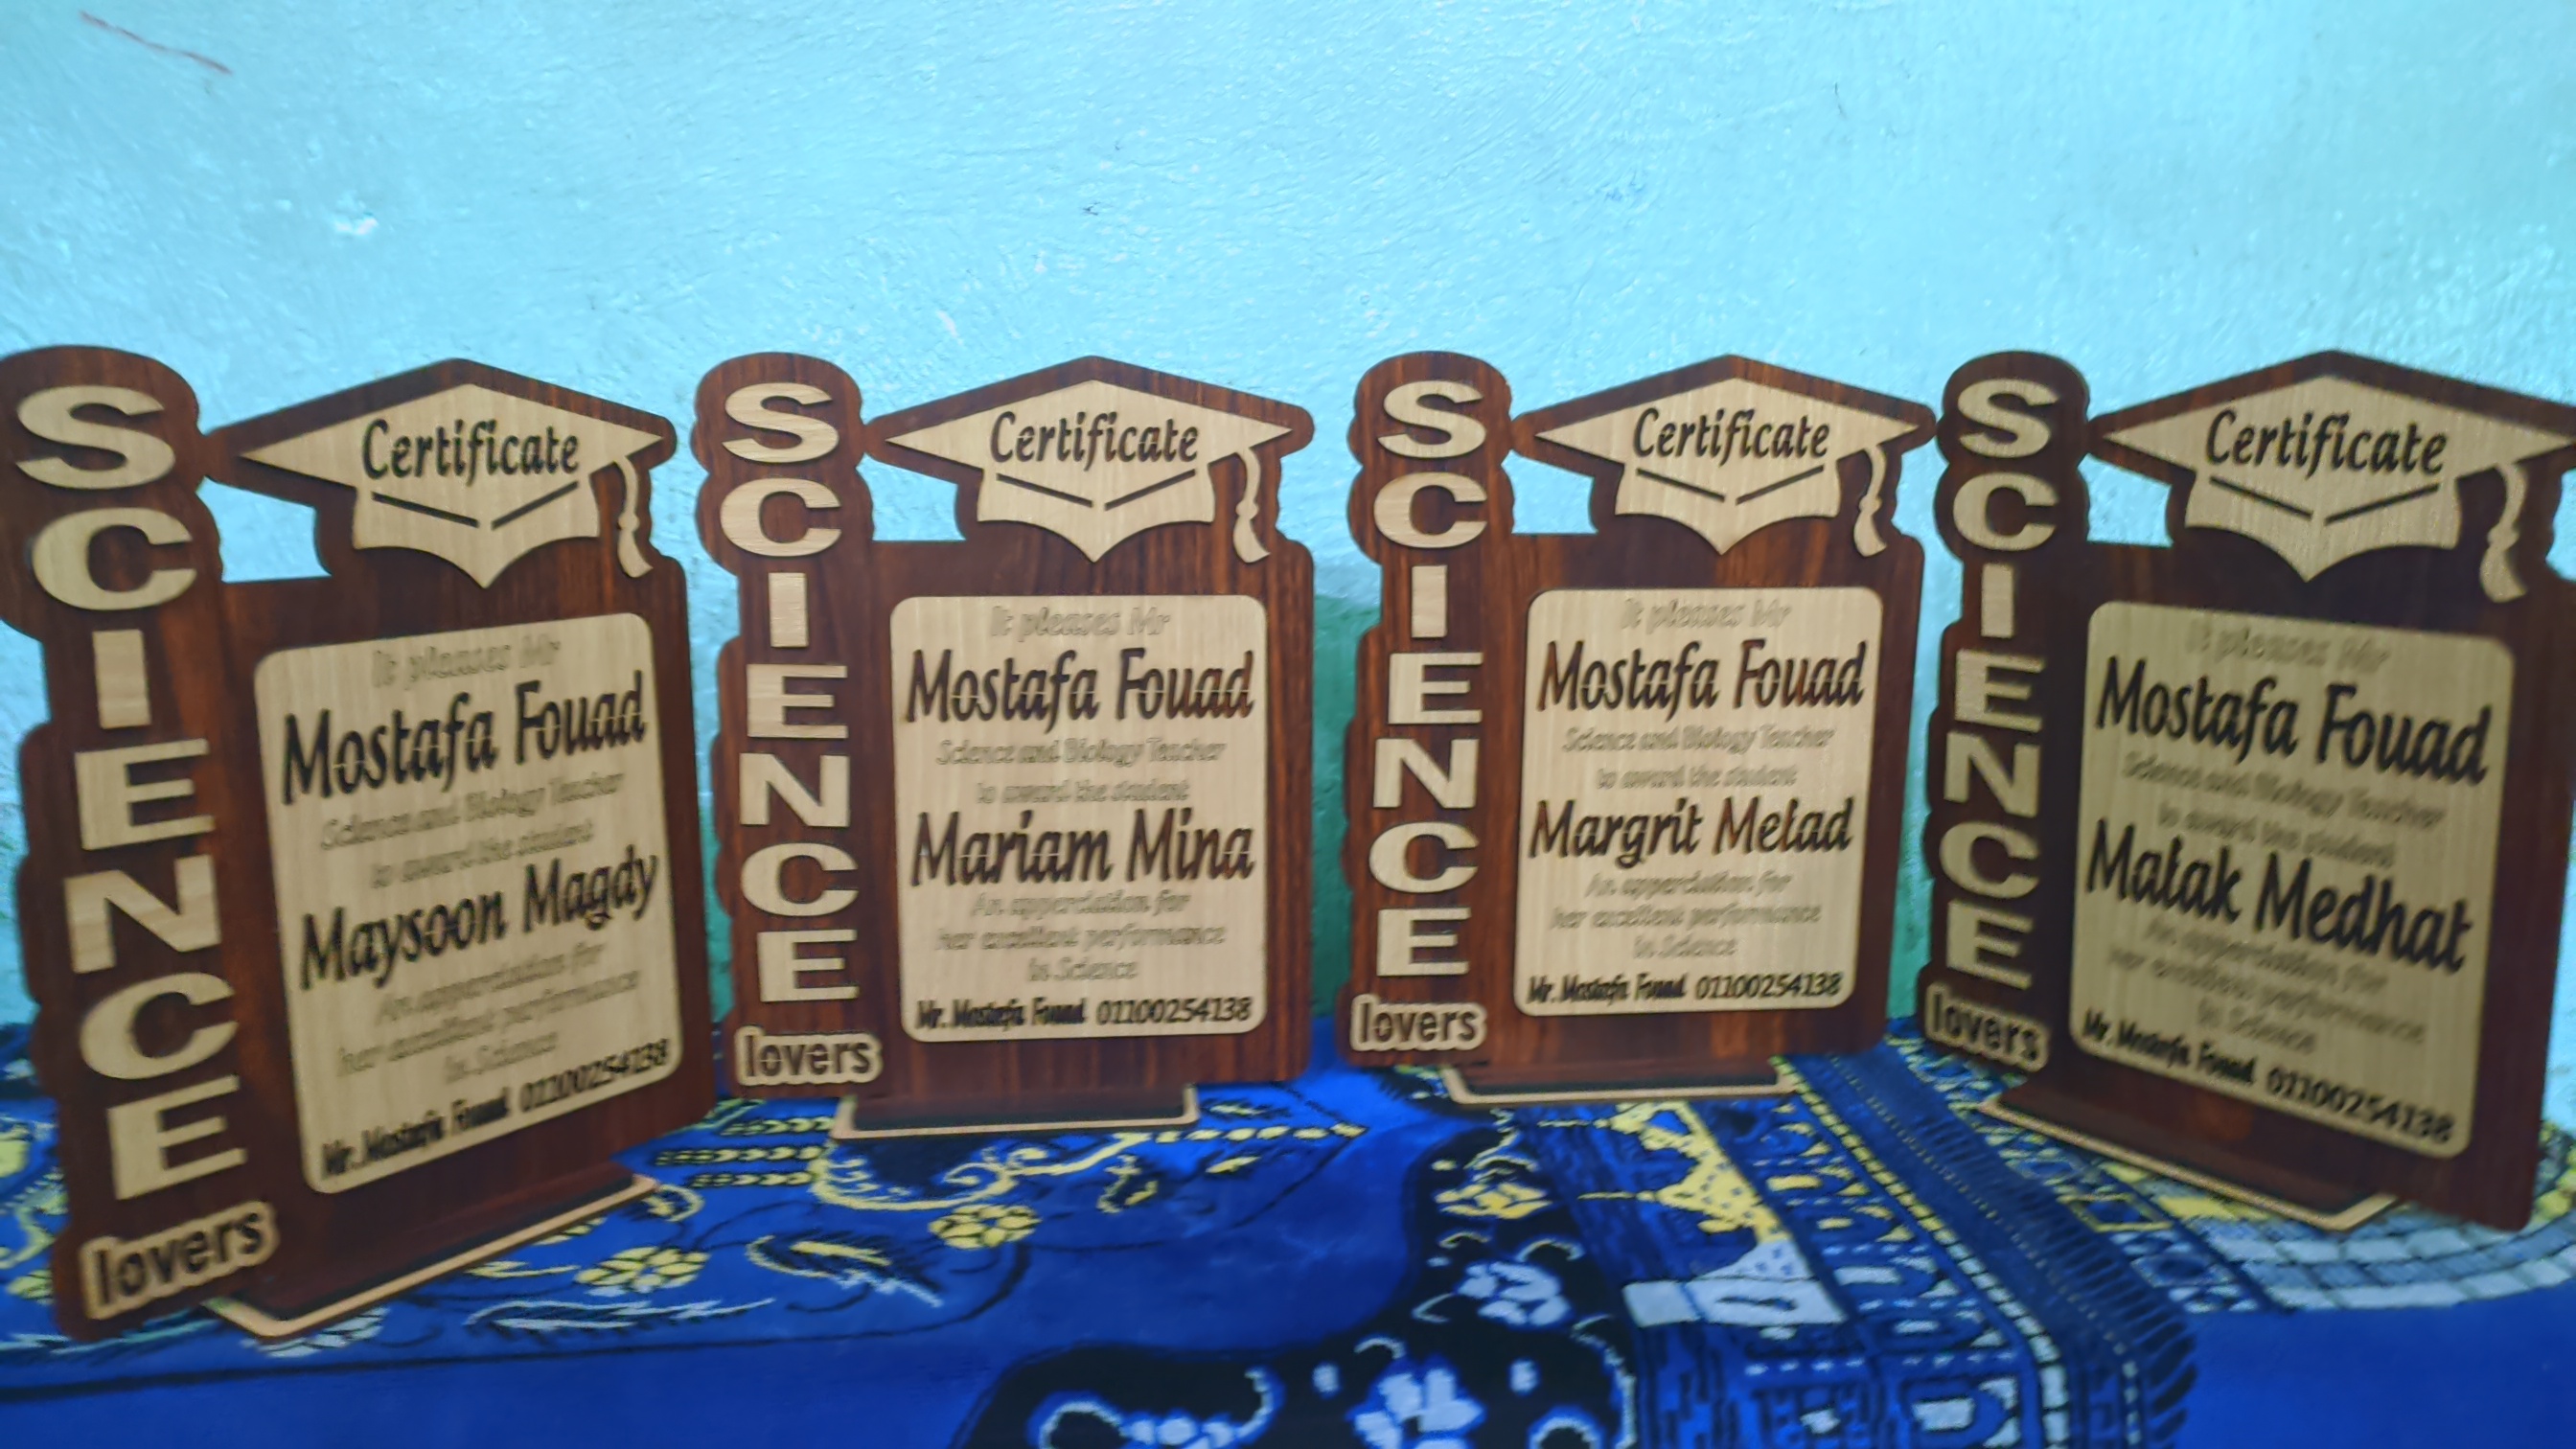 SCIENCE
lovers
Certificate
It pleases Mr
Mostafa Fouad
Science and Biology Teacher
to award the student
Maysoon Magdy
An apperciation for
her excellent performance
In Science
Mr. Mostafa Fouad 01100254138
SCIENCE
lovers
Certificate
It pleases Mr
Mostafa Fouad
Science and Biology Teacher
to award the student
Mariam Mina
An apperciation for
her excellent performance
In Science
Mr. Mostafa Fouad 01100254138
SCIENCE
lovers
Certificate
It pleases Mr
Mostafa Fouad
Science and Biology Teacher
to award the student
Margrit Melad
An apperciation for
her excellent performance
In Science
Mr. Mostafa Fouad 01100254138
SCIENCE
lovers
Certificate
It pleases Mr
Mostafa Fouad
Science and Biology Teacher
to award the student
Malak Medhat
An apperciation for
her excellent performance
In Science
Mr. Mostafa Fouad 01100254138